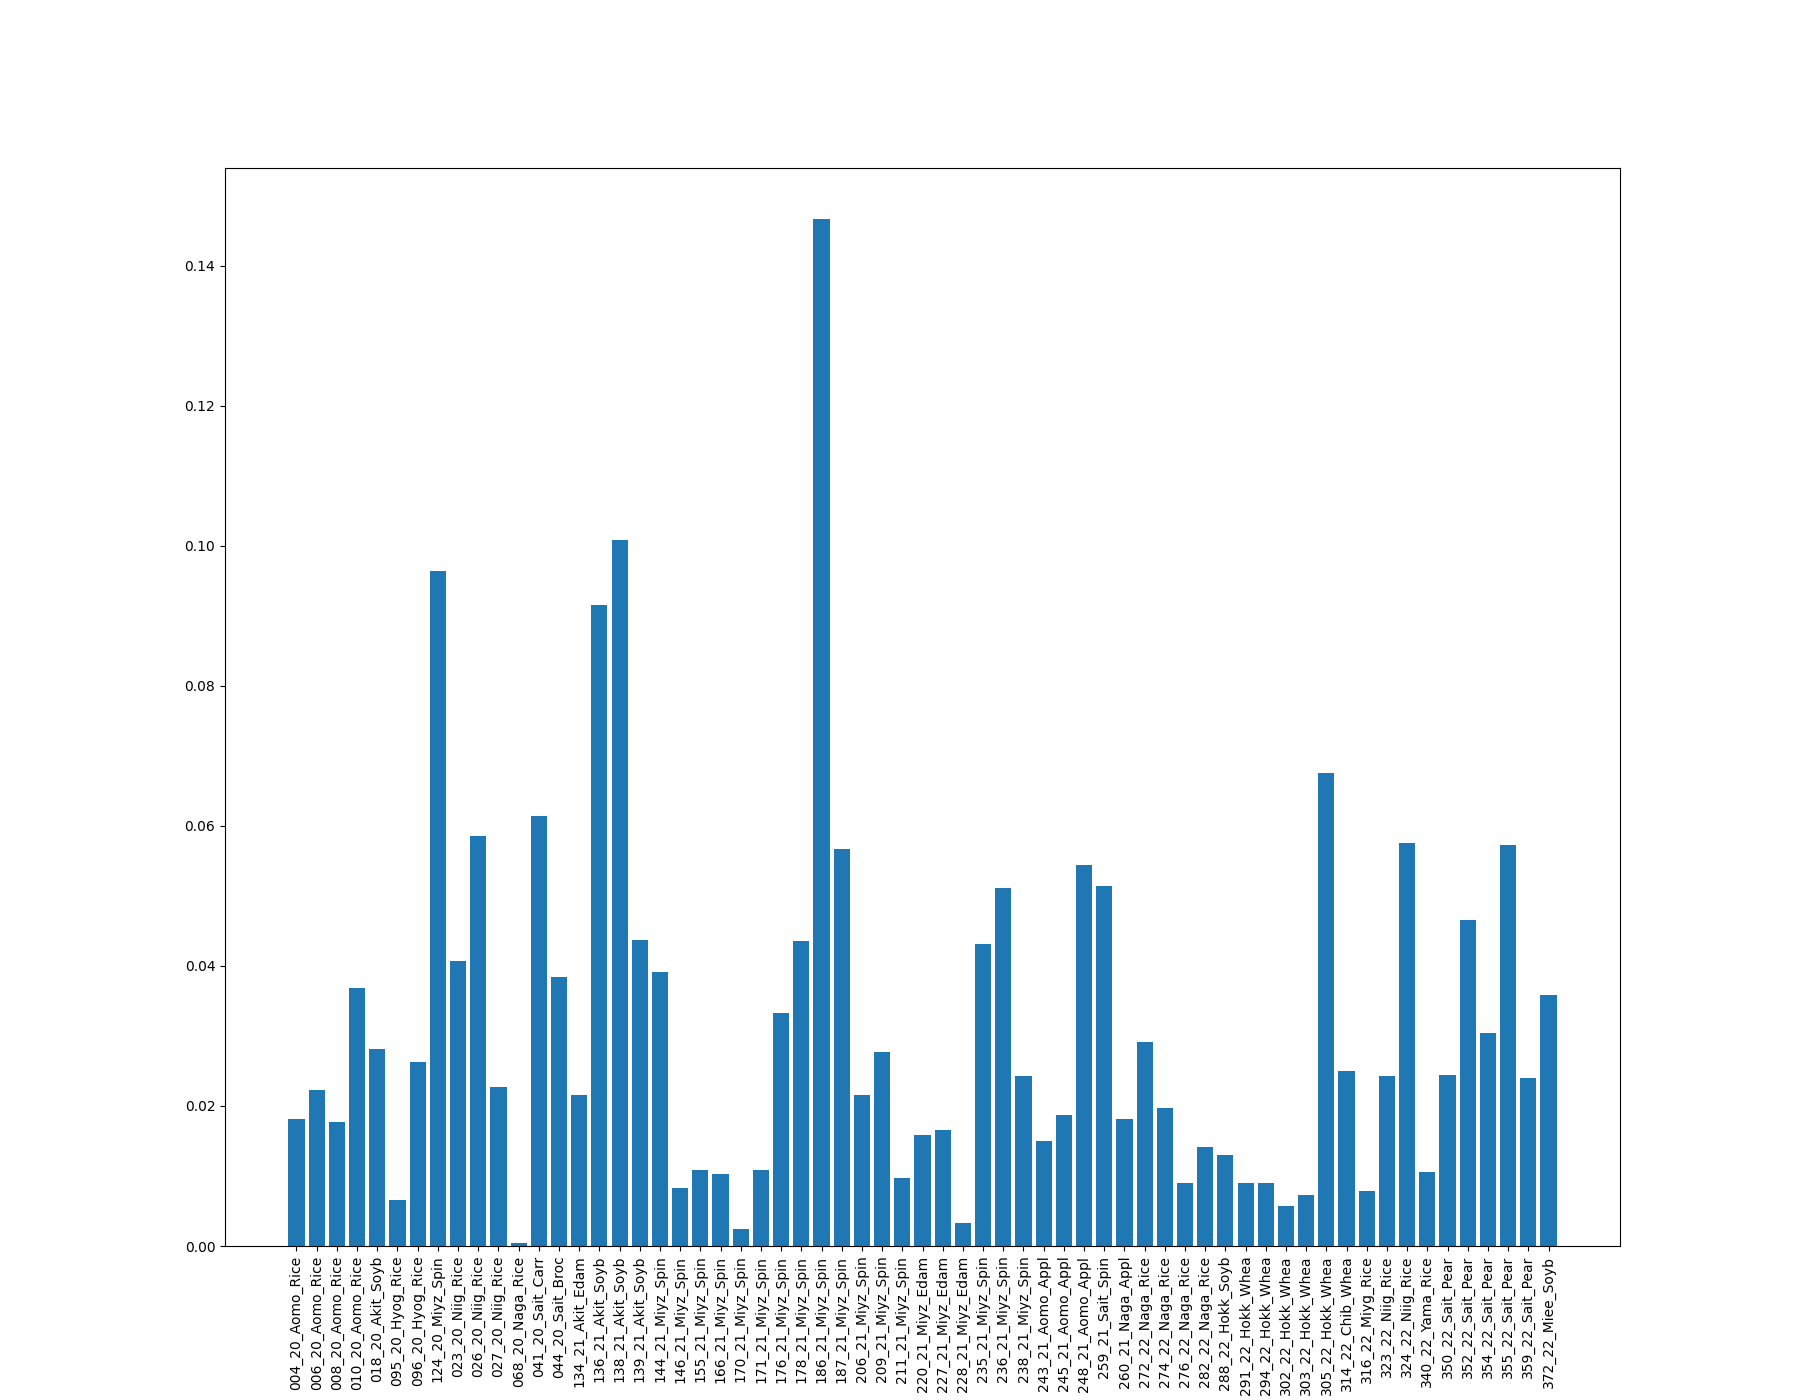 0.14
0.12
0.10
0.08
0.06
0.04
0.02
0.00
004_20_Aomo_Rice
006_20_Aomo_Rice
008_20_Aomo_Rice
010_20_Aomo_Rice
018_20_Akit_Soyb
095_20_Hyog_Rice
096_20_Hyog_Rice
124_20_Miyz_Spin
023_20_Niig_Rice
026_20_Niig_Rice
027_20_Niig_Rice
068_20_Naga_Rice
041_20_Sait_Carr
044_20_Sait_Broc
134_21_Akit_Edam
136_21_Akit_Soyb
138_21_Akit_Soyb
139_21_Akit_Soyb
144_21_Miyz_Spin
146_21_Miyz_Spin
155_21_Miyz_Spin
166_21_Miyz_Spin
170_21_Miyz_Spin
171_21_Miyz_Spin
176_21_Miyz_Spin
178_21_Miyz_Spin
186_21_Miyz_Spin
187_21_Miyz_Spin
206_21_Miyz_Spin
209_21_Miyz_Spin
211_21_Miyz_Spin
220_21_Miyz_Edam
227_21_Miyz_Edam
228_21_Miyz_Edam
235_21_Miyz_Spin
236_21_Miyz_Spin
238_21_Miyz_Spin
243_21_Aomo_Appl
245_21_Aomo_Appl
248_21_Aomo_Appl
259_21_Sait_Spin
260_21_Naga_Appl
272_22_Naga_Rice
274_22_Naga_Rice
276_22_Naga_Rice
282_22_Naga_Rice
288_22_Hokk_Soyb
291_22_Hokk_Whea
294_22_Hokk_Whea
302_22_Hokk_Whea
303_22_Hokk_Whea
305_22_Hokk_Whea
314_22_Chib_Whea
316_22_Miyg_Rice
323_22_Niig_Rice
324_22_Niig_Rice
340_22_Yama_Rice
350_22_Sait_Pear
352_22_Sait_Pear
354_22_Sait_Pear
355_22_Sait_Pear
359_22_Sait_Pear
372_22_Miee_Soyb